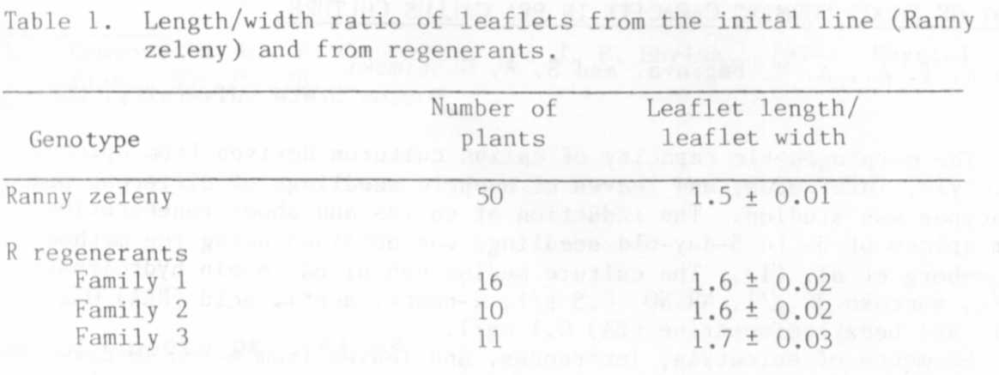 Table 1. Length/width ratio of leaflets from the inital line (Ranny
zeleny) and from regenerants.
Genotype Number of plants Leaflet length/ leaflet width
Ranny zeleny 50 1.5 ± 0.01
R regenerants
Family 1 16 1.6 ± 0.02
Family 2 10 1.6 ± 0.02
Family 3 11 1.7 ± 0.03